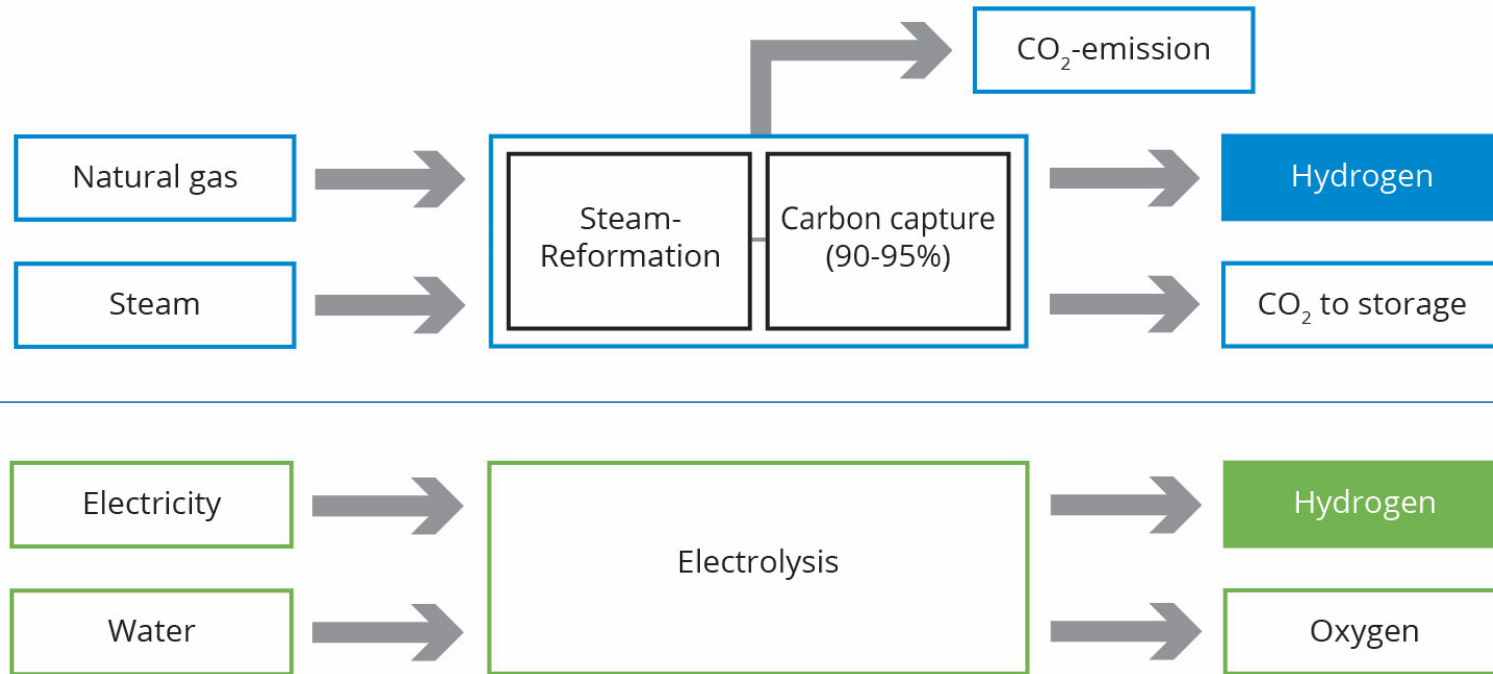 CO₂-emission
Natural gas
Steam-
Reformation
Carbon capture
(90-95%)
Hydrogen
Steam
CO₂ to storage
Electricity
Electrolysis
Hydrogen
Water
Oxygen